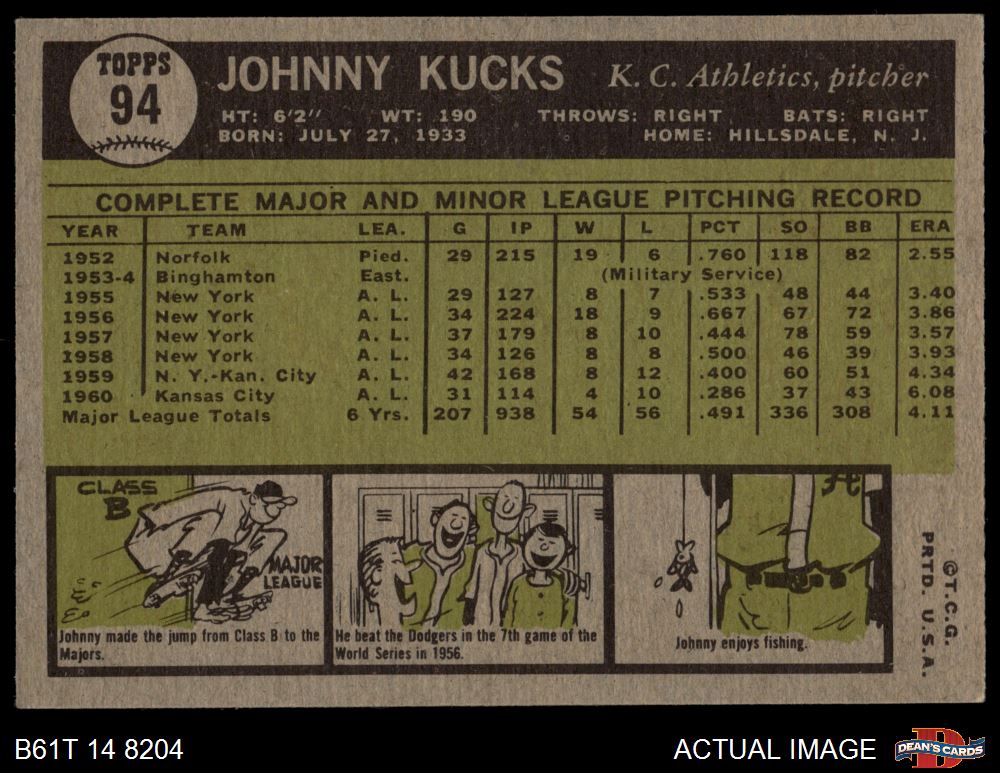 TOPPS
94
JOHNNY KUCKS K. C. Athletics, pitcher
HT: 6'2" WT: 190 THROWS: RIGHT BATS: RIGHT
BORN: JULY 27, 1933 HOME: HILLSDALE, N. J.
COMPLETE MAJOR AND MINOR LEAGUE PITCHING RECORD
YEAR TEAM LEA. G IP W L PCT SO BB ERA
1952 Norfolk Pied. 29 215 19 6 .760 118 82 2.55
1953-4 Binghamton East. (Military Service)
1955 New York A. L. 29 127 8 7 .533 48 44 3.40
1956 New York A. L. 34 224 18 9 .667 67 72 3.86
1957 New York A. L. 37 179 8 10 .444 78 59 3.57
1958 New York A. L. 34 126 8 8 .500 46 39 3.93
1959 N. Y.-Kan. City A. L. 42 168 8 12 .400 60 51 4.34
1960 Kansas City A. L. 31 114 4 10 .286 37 43 6.08
Major League Totals 6 Yrs. 207 938 54 56 .491 336 308 4.11
CLASS
B
MAJOR
LEAGUE
Johnny made the jump from Class B to the
Majors.
He beat the Dodgers in the 7th game of the
World Series in 1956.
A
Johnny enjoys fishing.
©T.C.G.
PRTD. U.S.A.
B61T 14 8204
ACTUAL IMAGE
D
DEAN'S CARDS